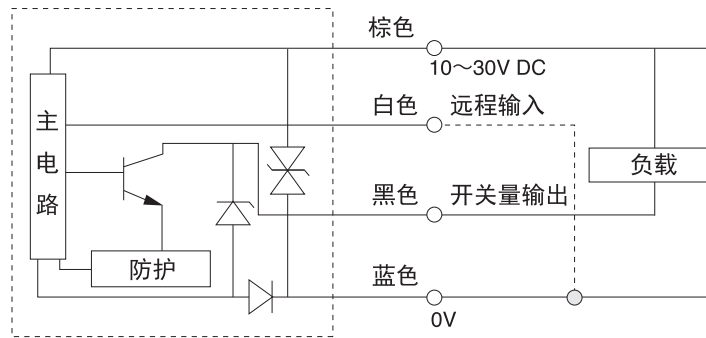 棕色
10～30V DC
白色
远程输入
主电路
负载
黑色
开关量输出
防护
蓝色
0V